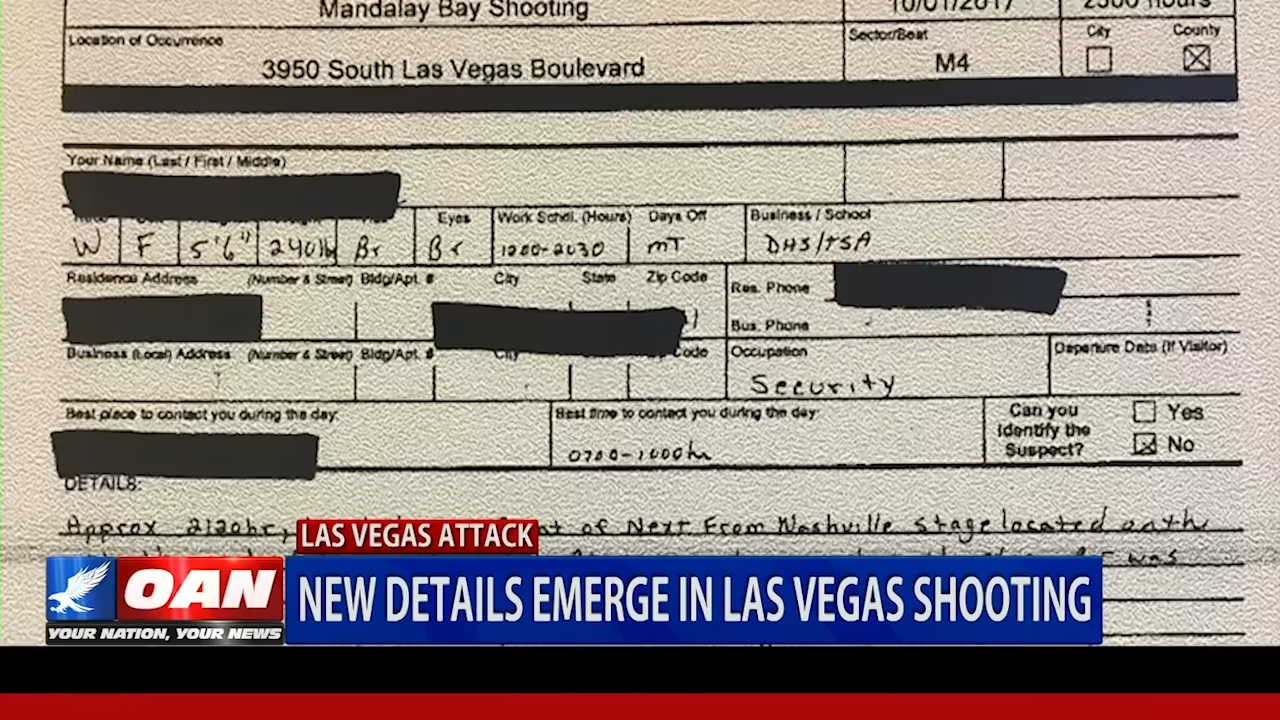 Mandalay Bay Shooting 10/01/2017 2300 hours
Location of Occurrence Sector/Beat City County
3950 South Las Vegas Boulevard M4
Your Name (Last / First / Middle)
Eyes Work Schdl. (Hours) Days Off Business / School
W F 5'6" 240lb Br Br 1200-2030 MT DHS/TSA
Residence Address (Number & Street) Bldg/Apt. # City State Zip Code Res. Phone
Bus. Phone
Business (Local) Address (Number & Street) Bldg/Apt. # City Code Occupation Departure Date (If Visitor)
Security
Best place to contact you during the day: Best time to contact you during the day: Can you Identify the Suspect? Yes
0700-1000hr No
DETAILS:
Approx 2120hr, of Next From Nashville stage located on th
was
LAS VEGAS ATTACK
OAN NEW DETAILS EMERGE IN LAS VEGAS SHOOTING
YOUR NATION, YOUR NEWS